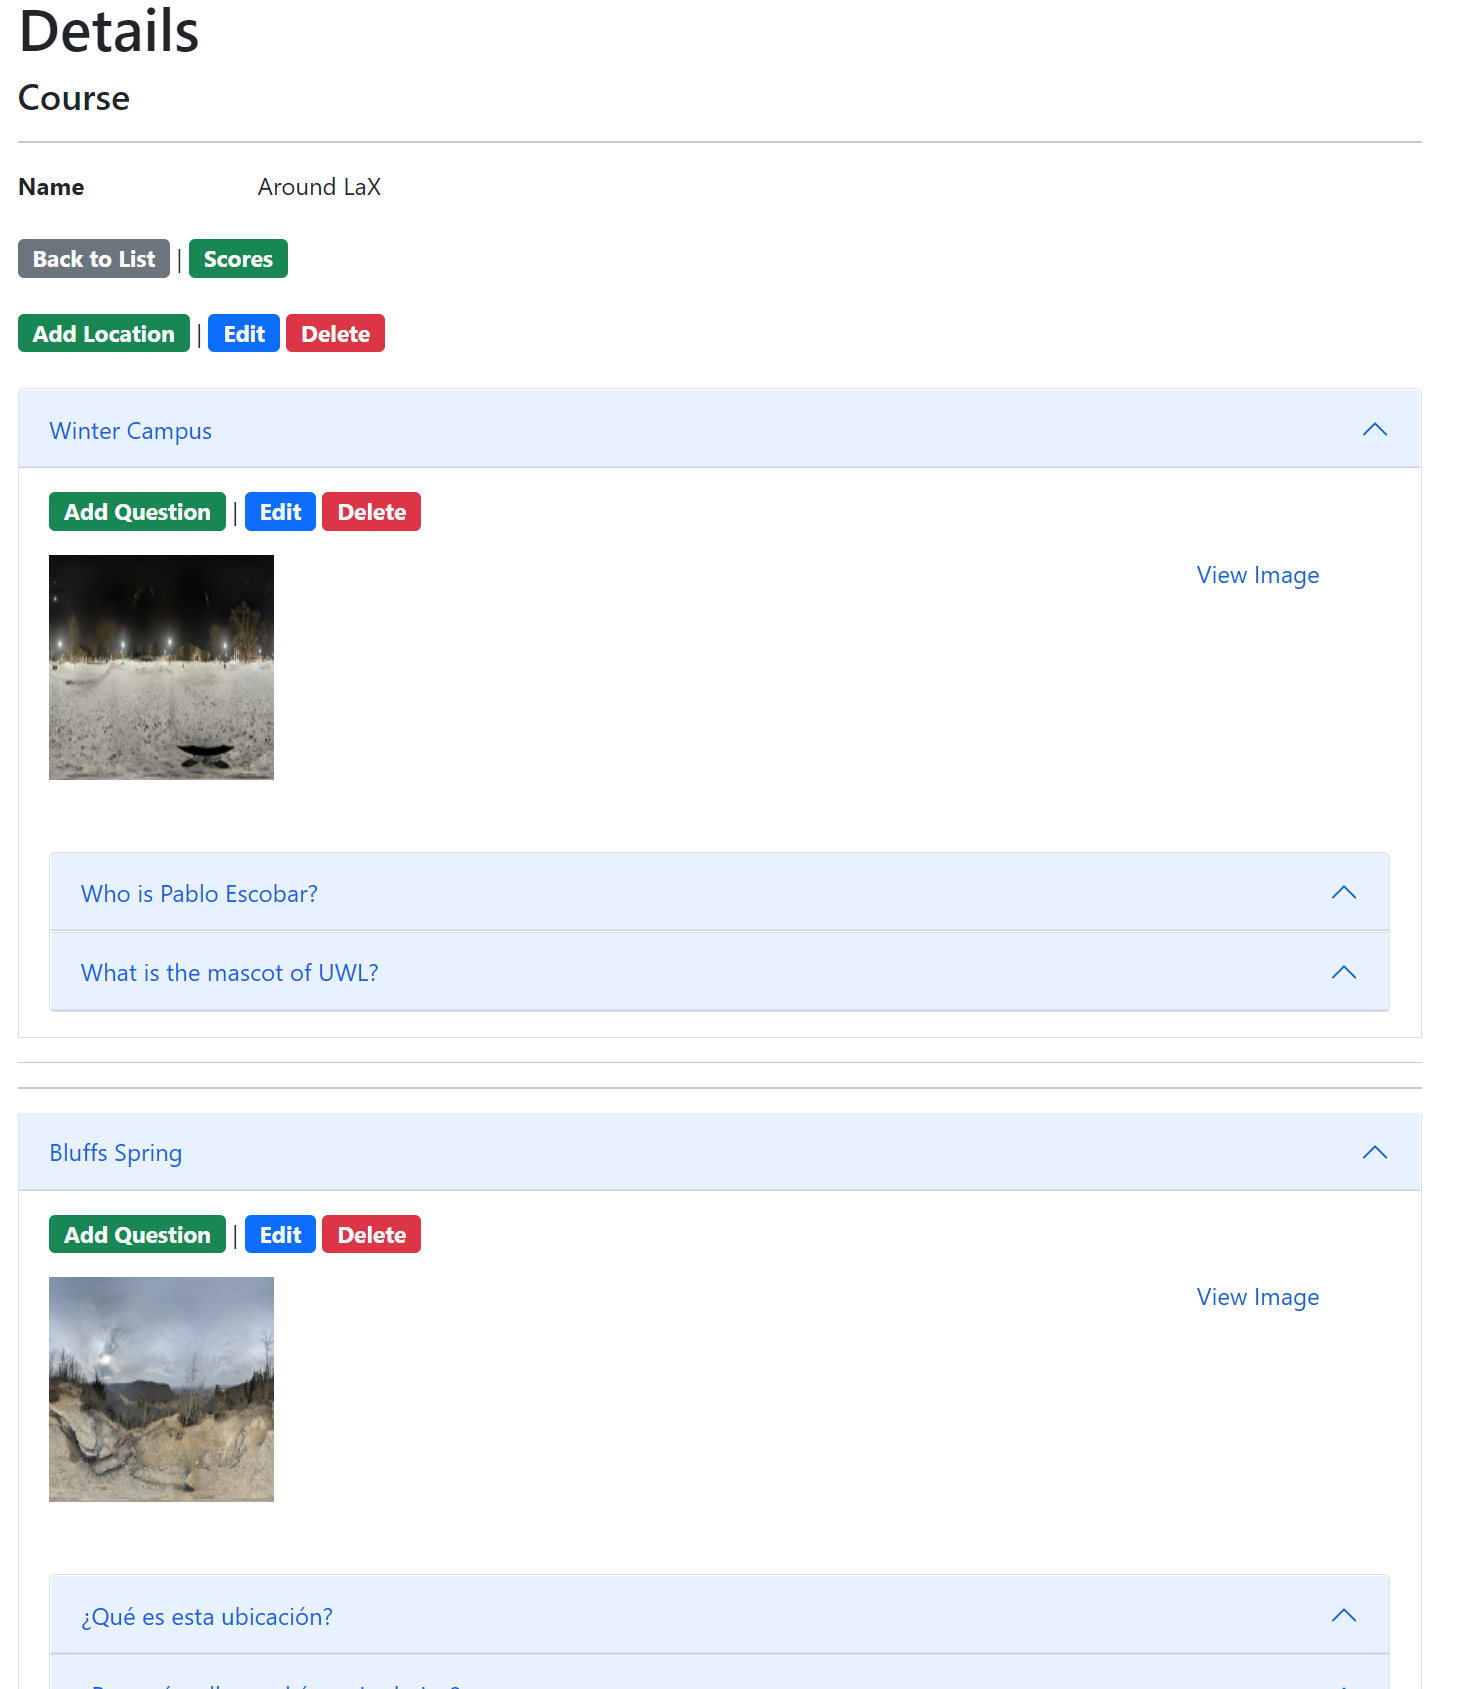 Details
Course
Name Around LaX
Back to List | Scores
Add Location | Edit Delete
Winter Campus
Add Question | Edit Delete
View Image
Who is Pablo Escobar?
What is the mascot of UWL?
Bluffs Spring
Add Question | Edit Delete
View Image
¿Qué es esta ubicación?